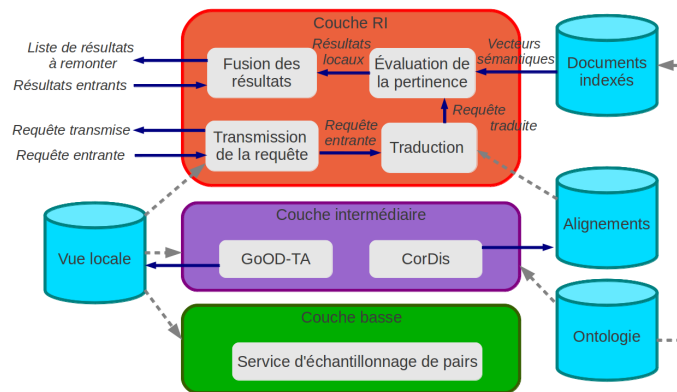 Couche RI
Liste de résultats
à remonter
Résultats entrants
Fusion des
résultats
Résultats
locaux
Évaluation de
la pertinence
Vecteurs
sémantiques
Documents
indexés
Requête transmise
Requête entrante
Transmission
de la requête
Requête
entrante
Traduction
Requête
traduite
Couche intermédiaire
Vue locale
GoOD-TA
CorDis
Alignements
Couche basse
Service d'échantillonnage de pairs
Ontologie